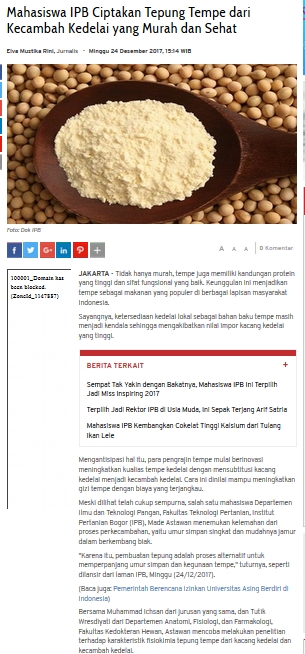 Mahasiswa IPB Ciptakan Tepung Tempe dari
Kecambah Kedelai yang Murah dan Sehat
Elva Mustika Rini, Jurnalis - Minggu 24 Desember 2017, 15:14 WIB
Foto: Dok IPB
A A A 0 Komentar
100001_Domain has
been blocked.
(ZoneId_1147887)
JAKARTA - Tidak hanya murah, tempe juga memiliki kandungan protein
yang tinggi dan sifat fungsional yang baik. Keunggulan ini menjadikan
tempe sebagai makanan yang populer di berbagai lapisan masyarakat
Indonesia.
Sayangnya, ketersediaan kedelai lokal sebagai bahan baku tempe masih
menjadi kendala sehingga mengakibatkan nilai impor kacang kedelai
yang tinggi.
BERITA TERKAIT +
Sempat Tak Yakin dengan Bakatnya, Mahasiswa IPB Ini Terpilih
Jadi Miss Inspiring 2017
Terpilih Jadi Rektor IPB di Usia Muda, Ini Sepak Terjang Arif Satria
Mahasiswa IPB Kembangkan Cokelat Tinggi Kalsium dari Tulang
Ikan Lele
Mengantisipasi hal itu, para pengrajin tempe mulai berinovasi
meningkatkan kualitas tempe kedelai dengan mensubtitusi kacang
kedelai menjadi kecambah kedelai. Cara ini dinilai mampu meningkatkan
gizi tempe dengan biaya yang terjangkau.
Meski dilihat telah cukup sempurna, salah satu mahasiswa Departemen
Ilmu dan Teknologi Pangan, Fakultas Teknologi Pertanian, Institut
Pertanian Bogor (IPB), Made Astawan menemukan kelemahan dari
proses perkecambahan, yaitu umur simpan singkat dan mudahnya jamur
dalam berkembang biak.
"Karena itu, pembuatan tepung adalah proses alternatif untuk
memperpanjang umur simpan dan kegunaan tempe," tuturnya, seperti
dilansir dari laman IPB, Minggu (24/12/2017).
(Baca juga: Pemerintah Berencana Izinkan Universitas Asing Berdiri di
Indonesia)
Bersama Muhammad Ichsan dari jurusan yang sama, dan Tutik
Wresdiyati dari Departemen Anatomi, Fisiologi, dan Farmakologi,
Fakultas Kedokteran Hewan, Astawan mencoba melakukan penelitian
terhadap karakteristik fisiokimia tepung tempe dari kacang kedelai dan
kecambah kedelai.